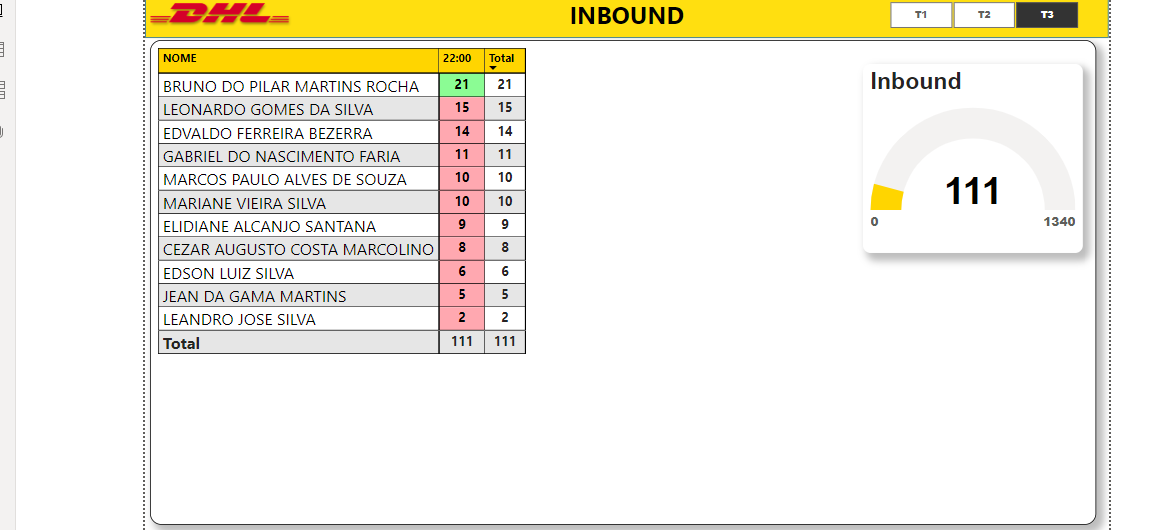 DHL
INBOUND
T1 T2 T3
NOME 22:00 Total
BRUNO DO PILAR MARTINS ROCHA 21 21
LEONARDO GOMES DA SILVA 15 15
EDVALDO FERREIRA BEZERRA 14 14
GABRIEL DO NASCIMENTO FARIA 11 11
MARCOS PAULO ALVES DE SOUZA 10 10
MARIANE VIEIRA SILVA 10 10
ELIDIANE ALCANJO SANTANA 9 9
CEZAR AUGUSTO COSTA MARCOLINO 8 8
EDSON LUIZ SILVA 6 6
JEAN DA GAMA MARTINS 5 5
LEANDRO JOSE SILVA 2 2
Total 111 111
Inbound
111
0 1340